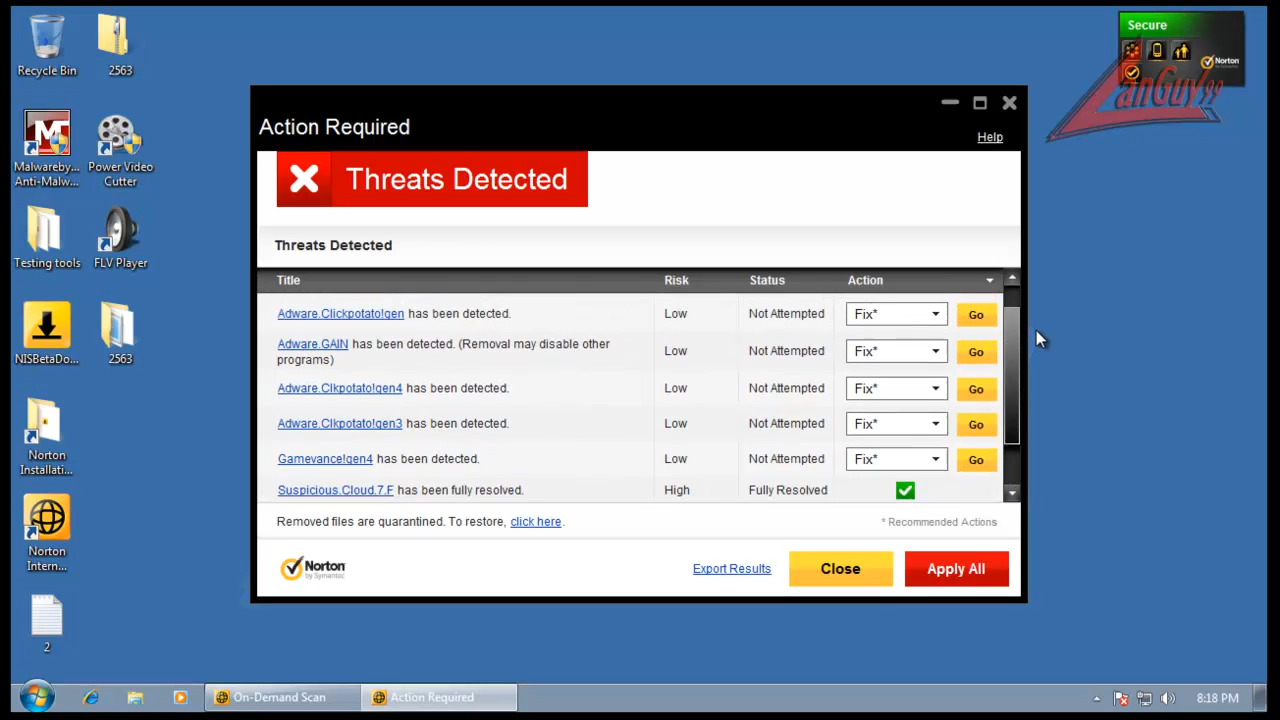 Recycle Bin
2563
Secure
Norton
LanGuy99
Action Required
Help
Malwareby...
Anti-Malw...
Power Video
Cutter
Threats Detected
Testing tools
FLV Player
Threats Detected
Title Risk Status Action
Adware.Clickpotato!gen has been detected. Low Not Attempted Fix* Go
Adware.GAIN has been detected. (Removal may disable other
programs) Low Not Attempted Fix* Go
NISBetaDo...
2563
Adware.Clkpotato!gen4 has been detected. Low Not Attempted Fix* Go
Adware.Clkpotato!gen3 has been detected. Low Not Attempted Fix* Go
Norton
Installati...
Gamevance!gen4 has been detected. Low Not Attempted Fix* Go
Suspicious.Cloud.7.F has been fully resolved. High Fully Resolved
Removed files are quarantined. To restore, click here.
* Recommended Actions
Norton
Intern...
Norton
by Symantec
Export Results
Close
Apply All
2
On-Demand Scan
Action Required
8:18 PM